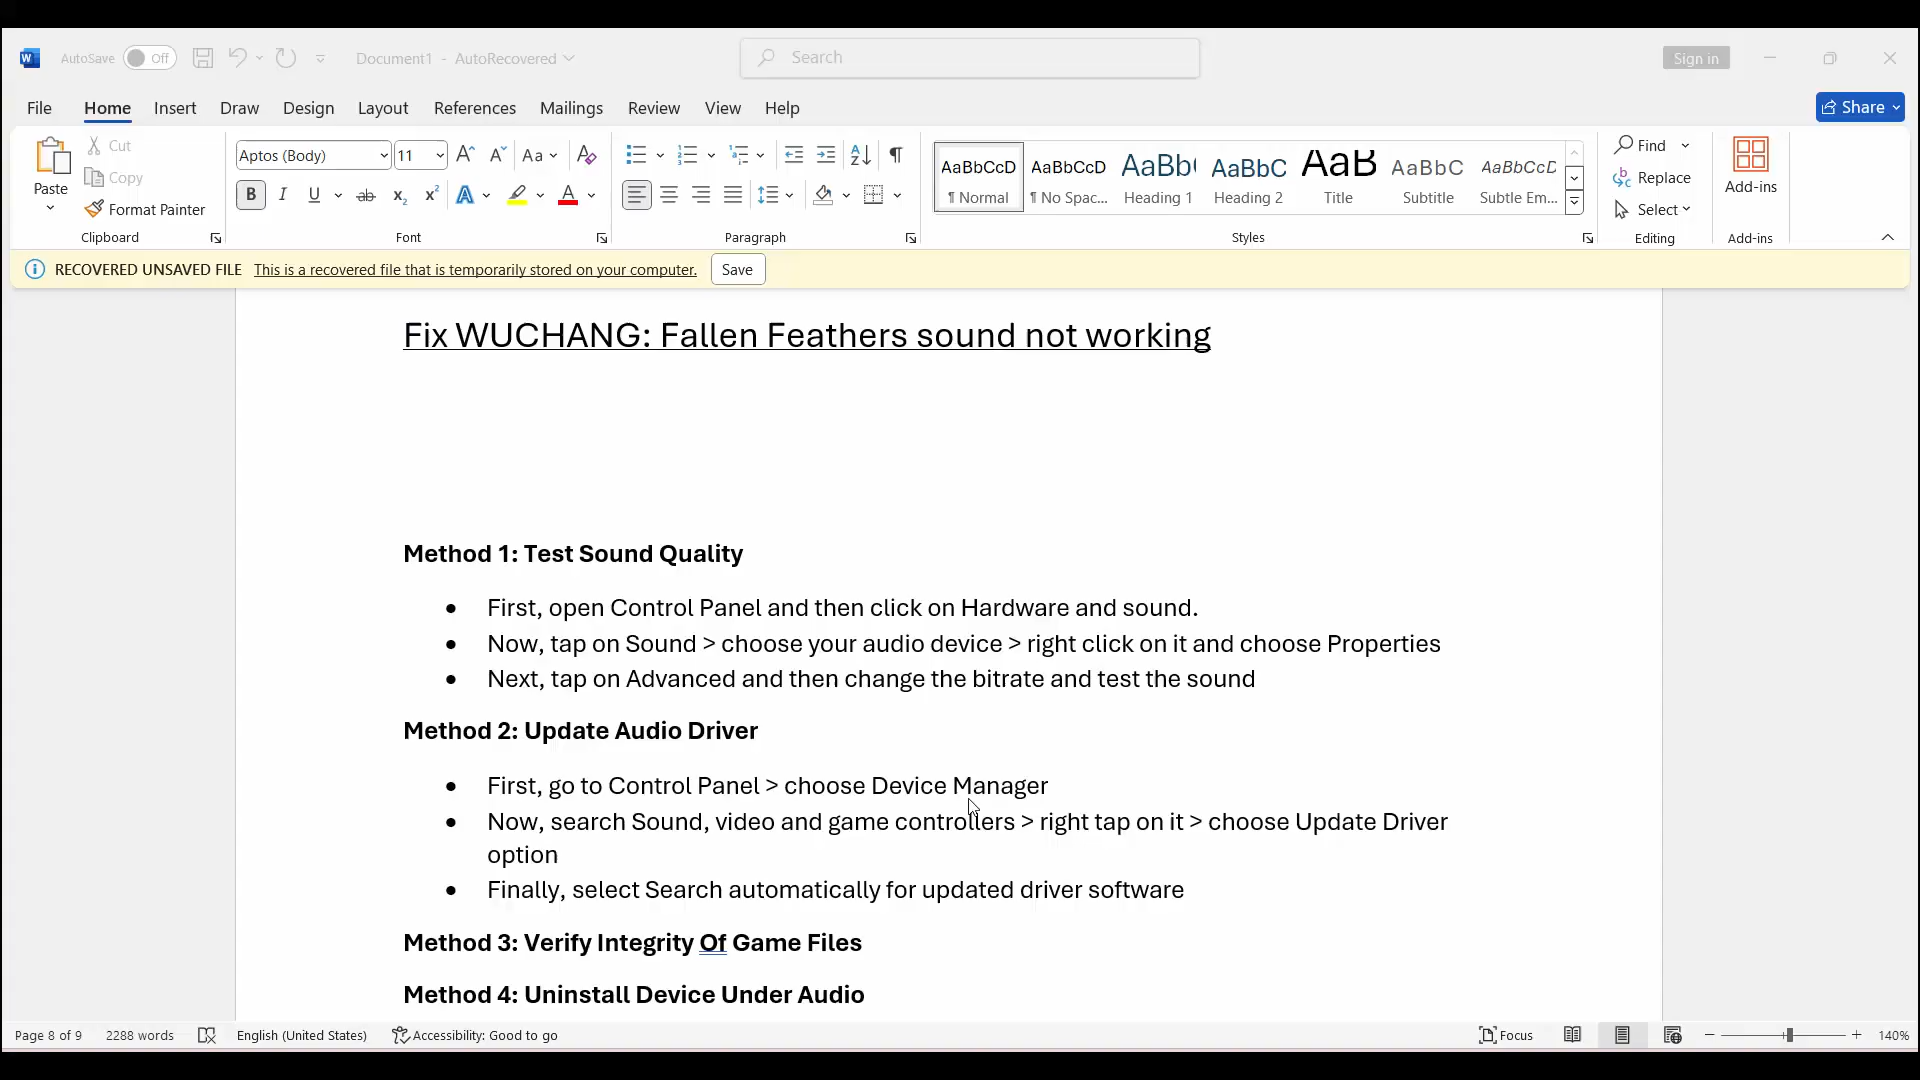 AutoSave Off Document1 - AutoRecovered Search Sign in
File Home Insert Draw Design Layout References Mailings Review View Help Share
Paste Cut Copy Format Painter Clipboard
Aptos (Body) 11 Aa Font
Paragraph
AaBbCcD ¶ Normal
AaBbCcD ¶ No Spac...
AaBb( Heading 1
AaBbC Heading 2
AaB Title
AaBbC Subtitle
AaBbCcD Subtle Em...
Styles
Find
Replace
Select
Editing
Add-ins
Add-ins
RECOVERED UNSAVED FILE This is a recovered file that is temporarily stored on your computer. Save
Fix WUCHANG: Fallen Feathers sound not working
Method 1: Test Sound Quality
• First, open Control Panel and then click on Hardware and sound.
• Now, tap on Sound > choose your audio device > right click on it and choose Properties
• Next, tap on Advanced and then change the bitrate and test the sound
Method 2: Update Audio Driver
• First, go to Control Panel > choose Device Manager
• Now, search Sound, video and game controllers > right tap on it > choose Update Driver
option
• Finally, select Search automatically for updated driver software
Method 3: Verify Integrity Of Game Files
Method 4: Uninstall Device Under Audio
Page 8 of 9 2288 words English (United States) Accessibility: Good to go Focus 140%